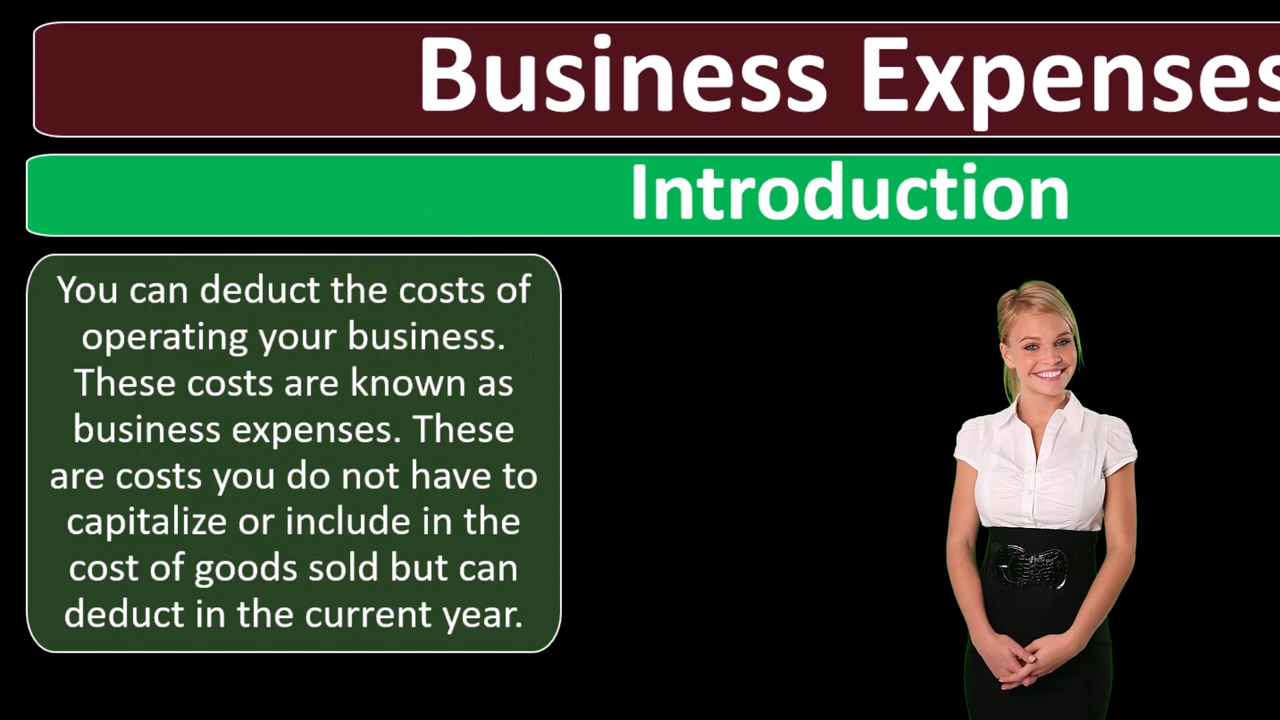 Business Expenses
Introduction
You can deduct the costs of
operating your business.
These costs are known as
business expenses. These
are costs you do not have to
capitalize or include in the
cost of goods sold but can
deduct in the current year.